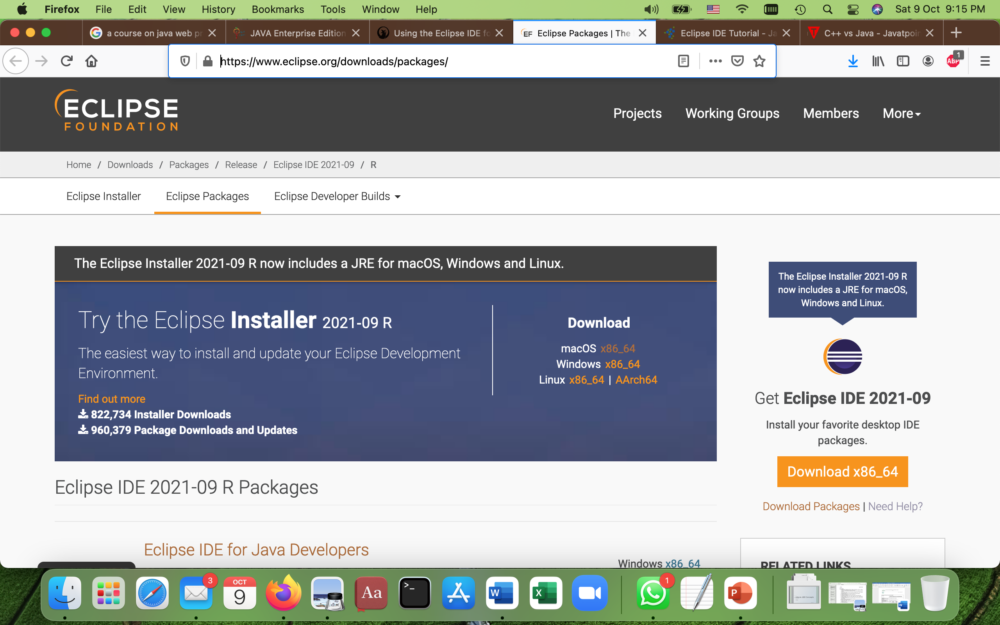 Firefox File Edit View History Bookmarks Tools Window Help Sat 9 Oct 9:15 PM
a course on java web pr JAVA Enterprise Edition Using the Eclipse IDE fo EF Eclipse Packages | The Eclipse IDE Tutorial - Ja T C++ vs Java - Javatpoin
https://www.eclipse.org/downloads/packages/ ABP 1
ECLIPSE
FOUNDATION
Projects Working Groups Members More
Home / Downloads / Packages / Release / Eclipse IDE 2021-09 / R
Eclipse Installer Eclipse Packages Eclipse Developer Builds
The Eclipse Installer 2021-09 R now includes a JRE for macOS, Windows and Linux.
Try the Eclipse Installer 2021-09 R
The easiest way to install and update your Eclipse Development
Environment.
Find out more
822,734 Installer Downloads
960,379 Package Downloads and Updates
Download
macOS x86_64
Windows x86_64
Linux x86_64 | AArch64
The Eclipse Installer 2021-09 R
now includes a JRE for macOS,
Windows and Linux.
Get Eclipse IDE 2021-09
Install your favorite desktop IDE
packages.
Download x86_64
Download Packages | Need Help?
Eclipse IDE 2021-09 R Packages
Eclipse IDE for Java Developers
Windows x86_64
RELATED LINKS
3 OCT 9 Aa >_ W X 1 P W